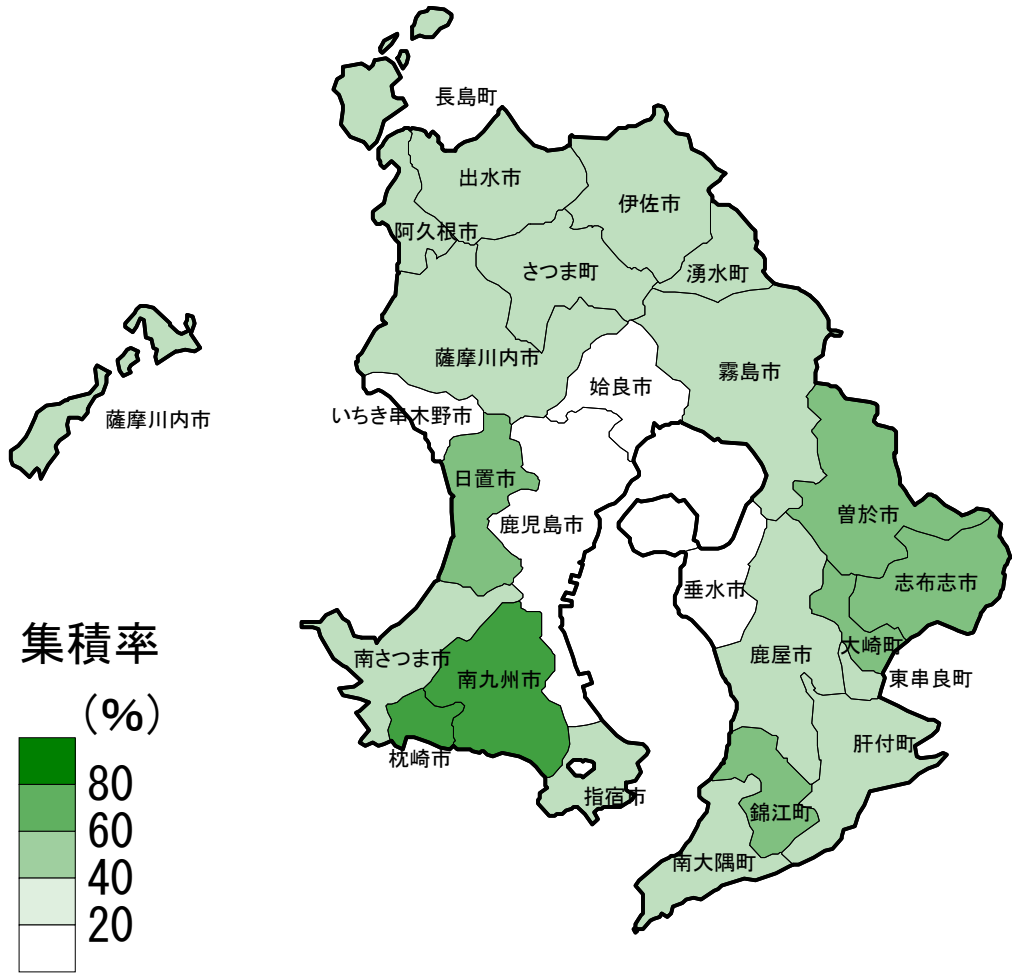 長島町
出水市
伊佐市
阿久根市
さつま町
湧水町
薩摩川内市
霧島市
姶良市
いちき串木野市
薩摩川内市
日置市
曽於市
鹿児島市
志布志市
垂水市
大崎町
鹿屋市
南さつま市
東串良町
南九州市
肝付町
枕崎市
指宿市
錦江町
南大隅町
集積率
(%)
80
60
40
20